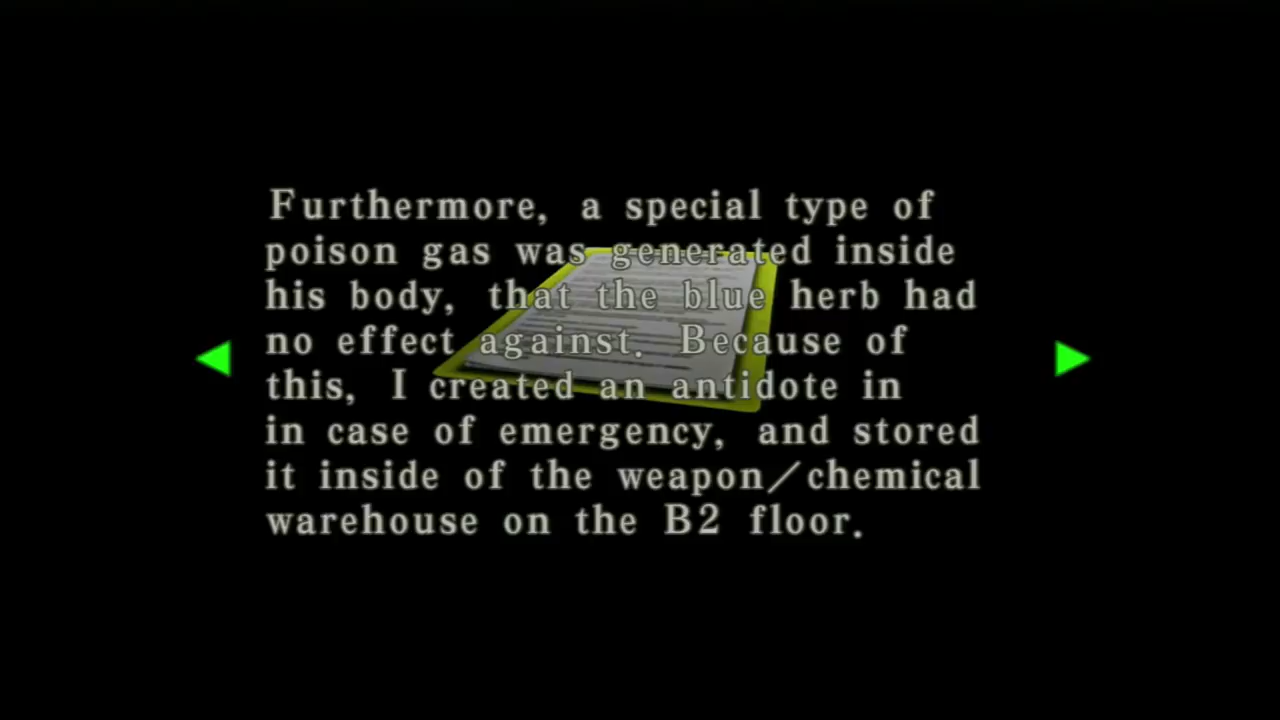 Furthermore, a special type of
poison gas was generated inside
his body, that the blue herb had
no effect against. Because of
this, I created an antidote in
in case of emergency, and stored
it inside of the weapon/chemical
warehouse on the B2 floor.